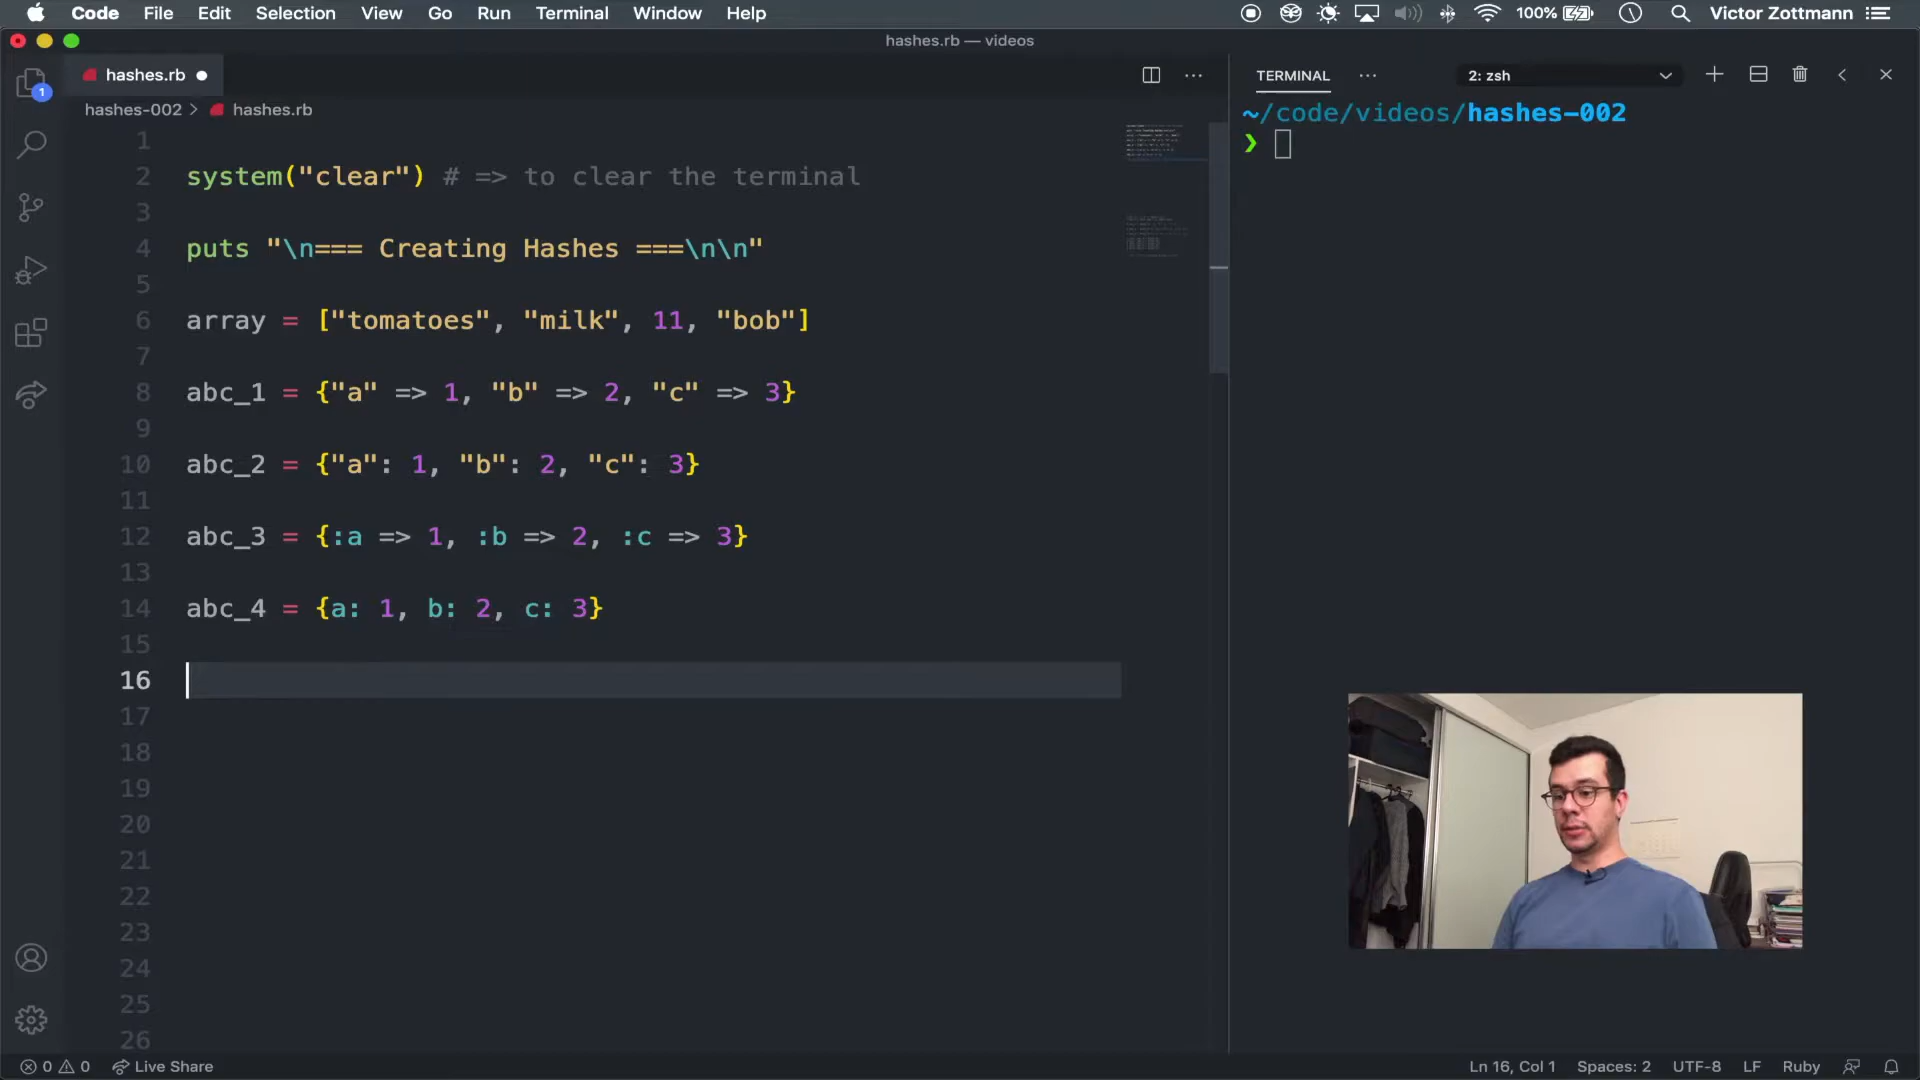 Code File Edit Selection View Go Run Terminal Window Help 100% Victor Zottmann
hashes.rb — videos
hashes.rb
hashes-002 > hashes.rb
1
2 system("clear") # => to clear the terminal
3
4 puts "\n=== Creating Hashes ===\n\n"
5
6 array = ["tomatoes", "milk", 11, "bob"]
7
8 abc_1 = {"a" => 1, "b" => 2, "c" => 3}
9
10 abc_2 = {"a": 1, "b": 2, "c": 3}
11
12 abc_3 = {:a => 1, :b => 2, :c => 3}
13
14 abc_4 = {a: 1, b: 2, c: 3}
15
16
17
18
19
20
21
22
23
24
25
26
1
TERMINAL ··· 2: zsh
~/code/videos/hashes-002
❯
0 0 Live Share Ln 16, Col 1 Spaces: 2 UTF-8 LF Ruby